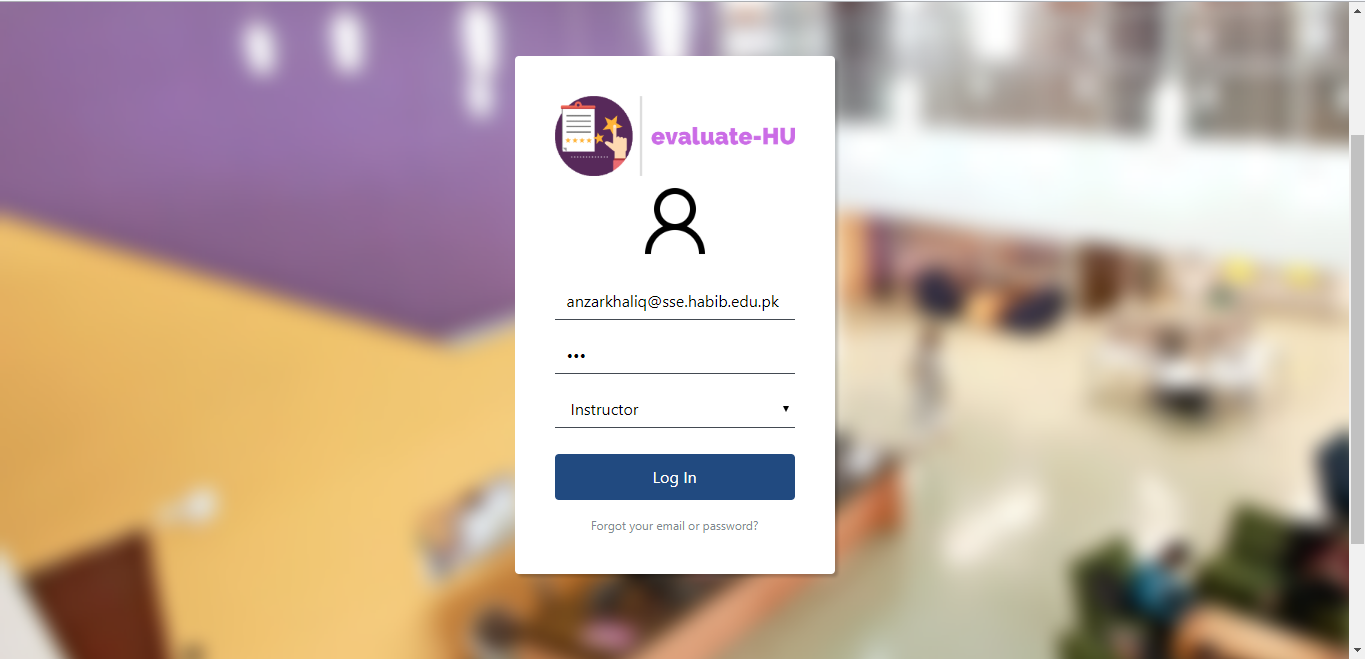 evaluate-HU
anzarkhaliq@sse.habib.edu.pk
•••
Instructor
Log In
Forgot your email or password?